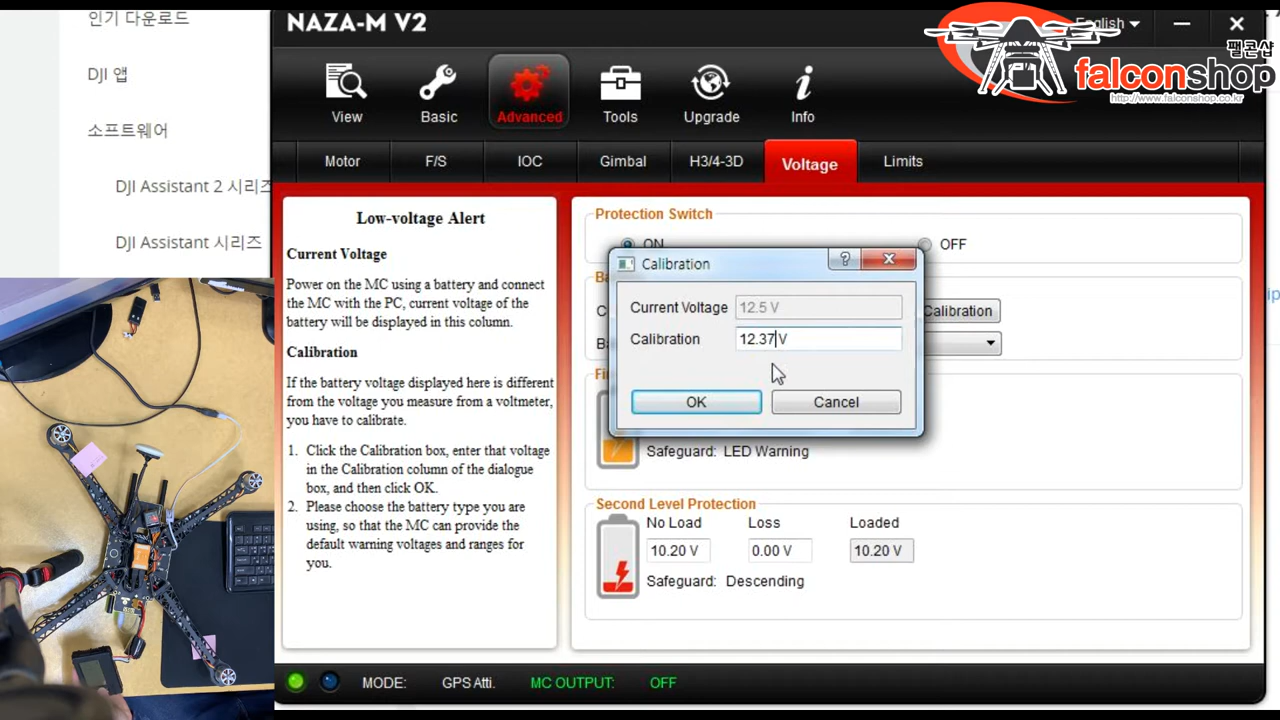 인기 다운로드
DJI 앱
소프트웨어
DJI Assistant 2 시리즈
DJI Assistant 시리즈
NAZA-M V2
English
팰콘샵
falconshop
http://www.falconshop.co.kr
View
Basic
Advanced
Tools
Upgrade
Info
Motor
F/S
IOC
Gimbal
H3/4-3D
Voltage
Limits
Low-voltage Alert
Current Voltage
Power on the MC using a battery and connect
the MC with the PC, current voltage of the
battery will be displayed in this column.
Calibration
If the battery voltage displayed here is different
from the voltage you measure from a voltmeter,
you have to calibrate.
1. Click the Calibration box, enter that voltage
in the Calibration column of the dialogue
box, and then click OK.
2. Please choose the battery type you are
using, so that the MC can provide the
default warning voltages and ranges for
you.
Protection Switch
ON
OFF
Calibration
Calibration
?
Current Voltage
12.5 V
Calibration
12.37 V
OK
Cancel
Safeguard: LED Warning
Second Level Protection
No Load
Loss
Loaded
10.20 V
0.00 V
10.20 V
Safeguard: Descending
MODE:
GPS Atti.
MC OUTPUT:
OFF